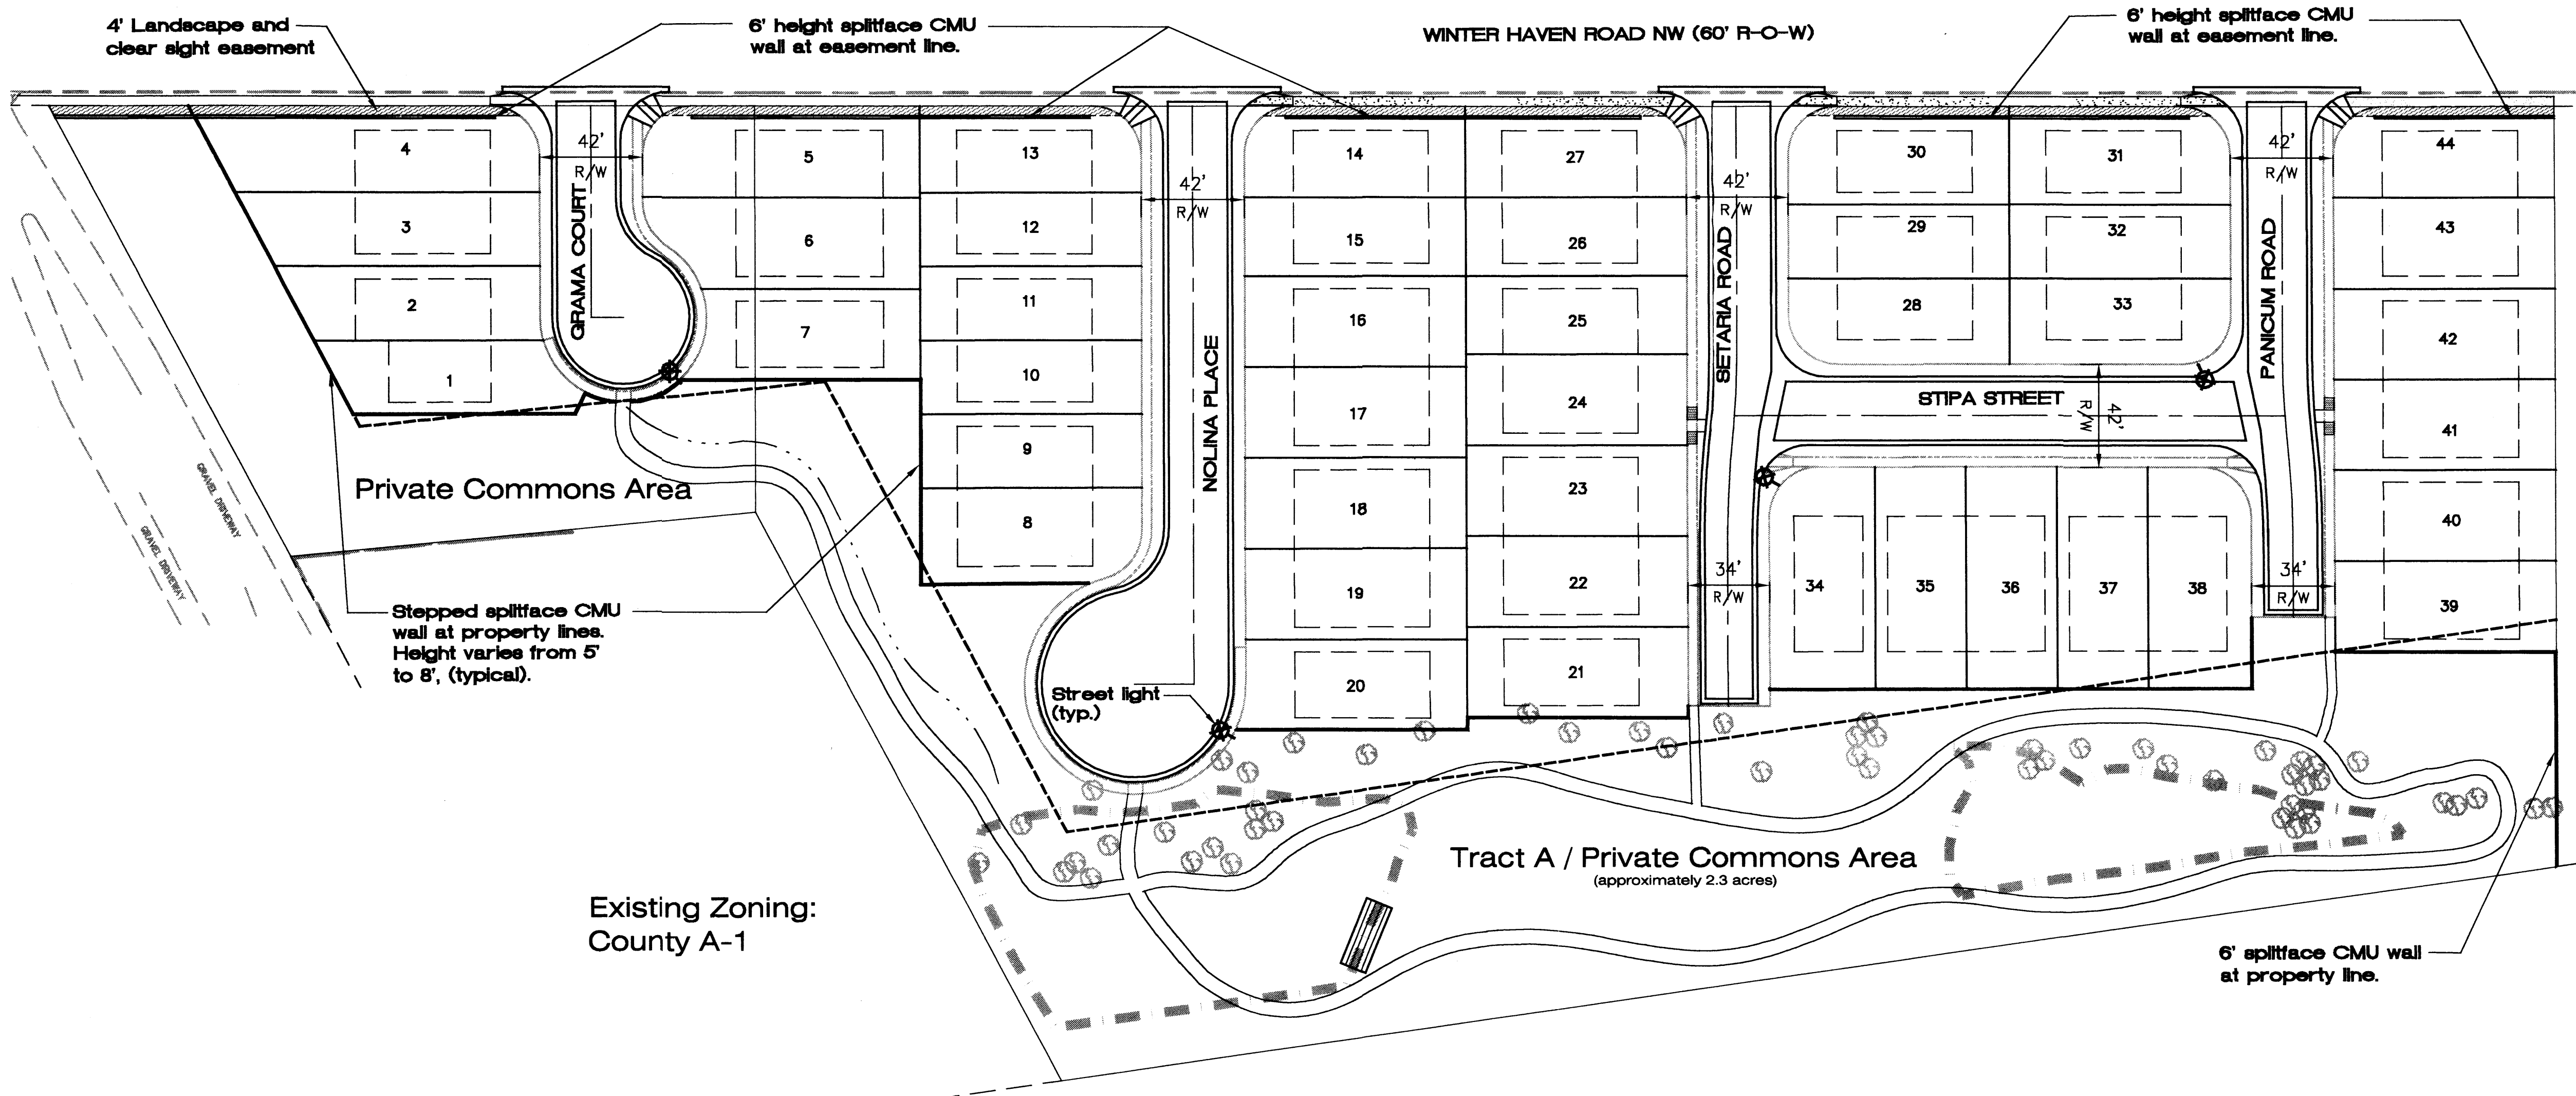 4' Landscape and
clear sight easement
6' height splitface CMU
wall at easement line.
WINTER HAVEN ROAD NW (60' R-O-W)
6' height splitface CMU
wall at easement line.
4
3
2
1
42'
R/W
GRAMA COURT
5
6
7
13
12
11
10
9
8
42'
R/W
NOLINA PLACE
14
15
16
17
18
19
20
27
26
25
24
23
22
21
42'
R/W
SETARIA ROAD
34'
R/W
30
29
28
31
32
33
STIPA STREET
42'
R/W
34
35
36
37
38
42'
R/W
PANICUM ROAD
34'
R/W
44
43
42
41
40
39
GRAVEL DRIVEWAY
GRAVEL DRIVEWAY
Private Commons Area
Stepped splitface CMU
wall at property lines.
Height varies from 5'
to 8', (typical).
Street light
(typ.)
Tract A / Private Commons Area
(approximately 2.3 acres)
Existing Zoning:
County A-1
6' splitface CMU wall
at property line.